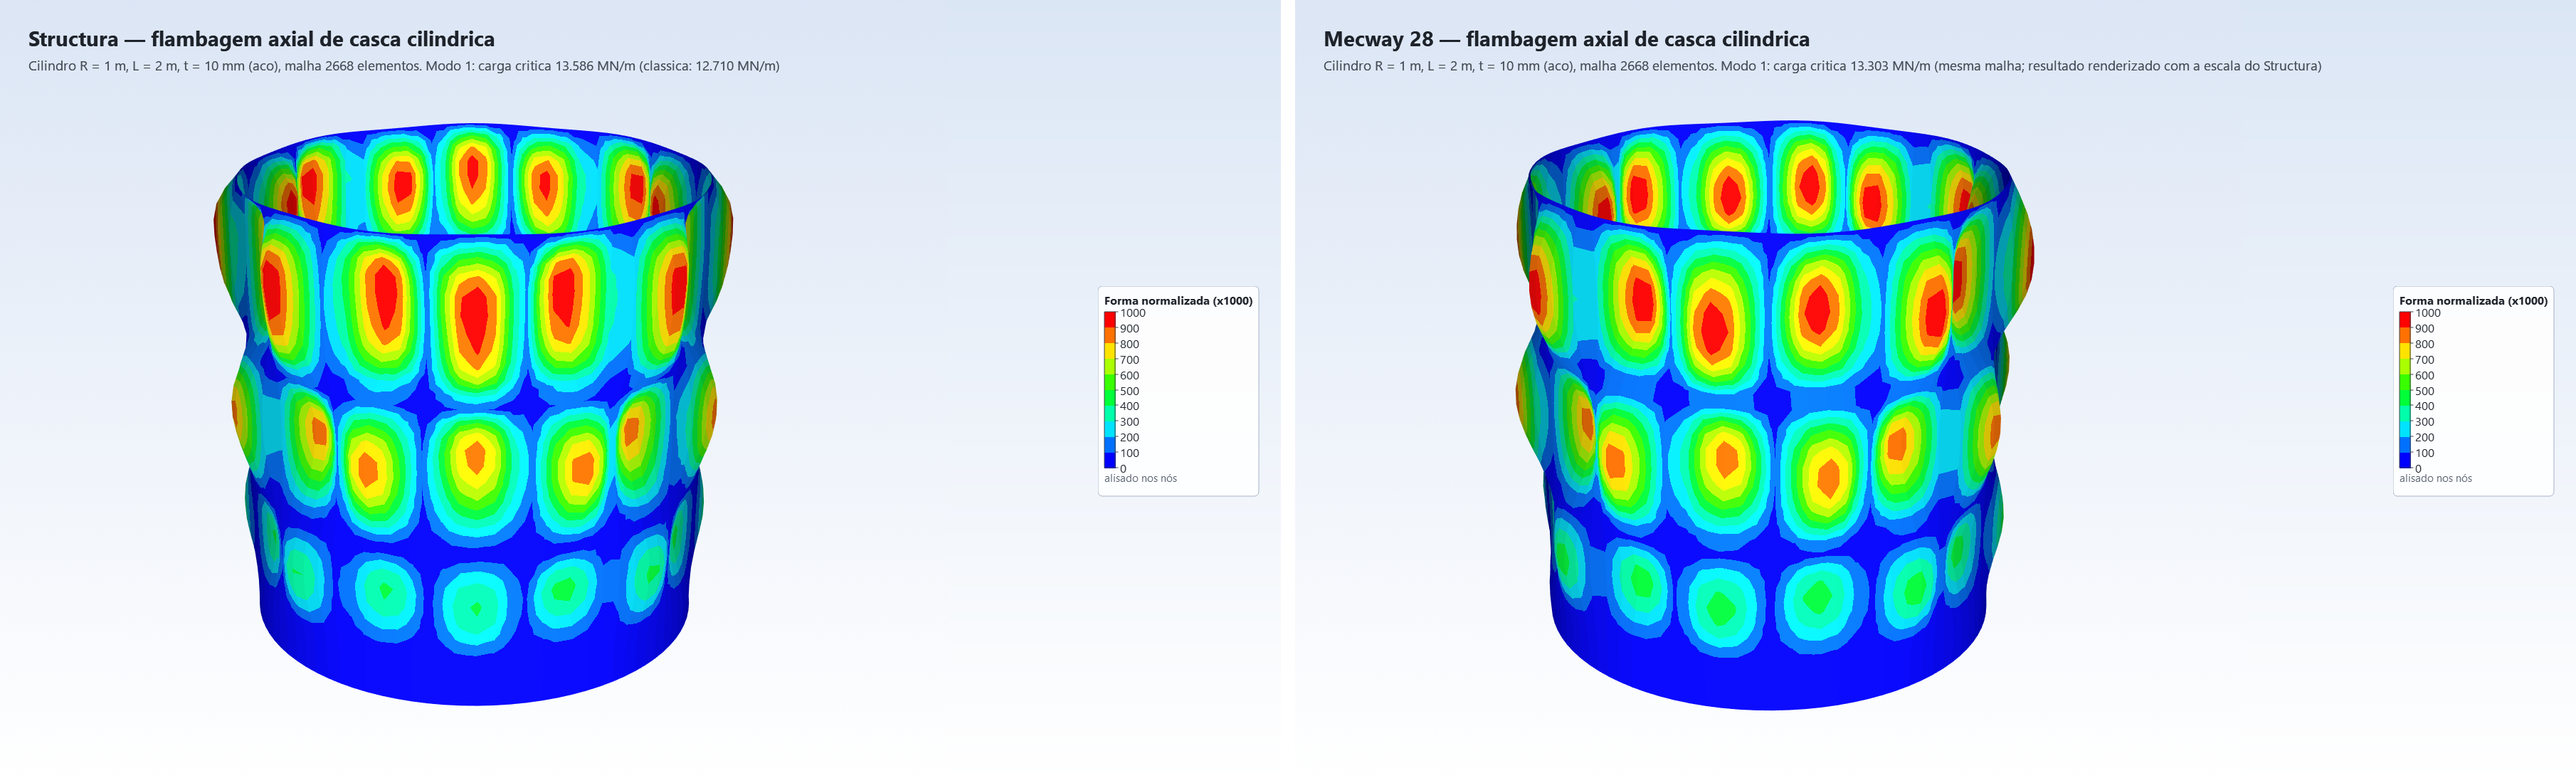 Structura — flambagem axial de casca cilindrica
Cilindro R = 1 m, L = 2 m, t = 10 mm (aco), malha 2668 elementos. Modo 1: carga critica 13.586 MN/m (classica: 12.710 MN/m)
Forma normalizada (x1000)
1000
900
800
700
600
500
400
300
200
100
0
alisado nos nós
Mecway 28 — flambagem axial de casca cilindrica
Cilindro R = 1 m, L = 2 m, t = 10 mm (aco), malha 2668 elementos. Modo 1: carga critica 13.303 MN/m (mesma malha; resultado renderizado com a escala do Structura)
Forma normalizada (x1000)
1000
900
800
700
600
500
400
300
200
100
0
alisado nos nós